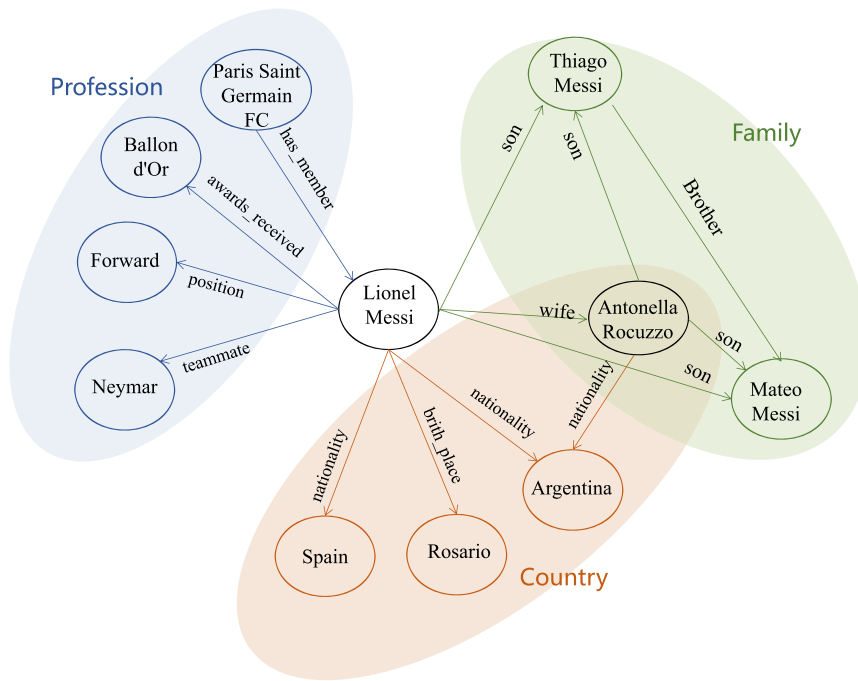 Profession
Paris Saint
Germain
FC
Ballon
d'Or
Forward
Neymar
has_member
awards_received
position
teammate
Lionel
Messi
Family
Thiago
Messi
son
son
Brother
wife
Antonella
Rocuzzo
son
son
Mateo
Messi
nationality
brith_place
nationality
nationality
Argentina
Spain
Rosario
Country